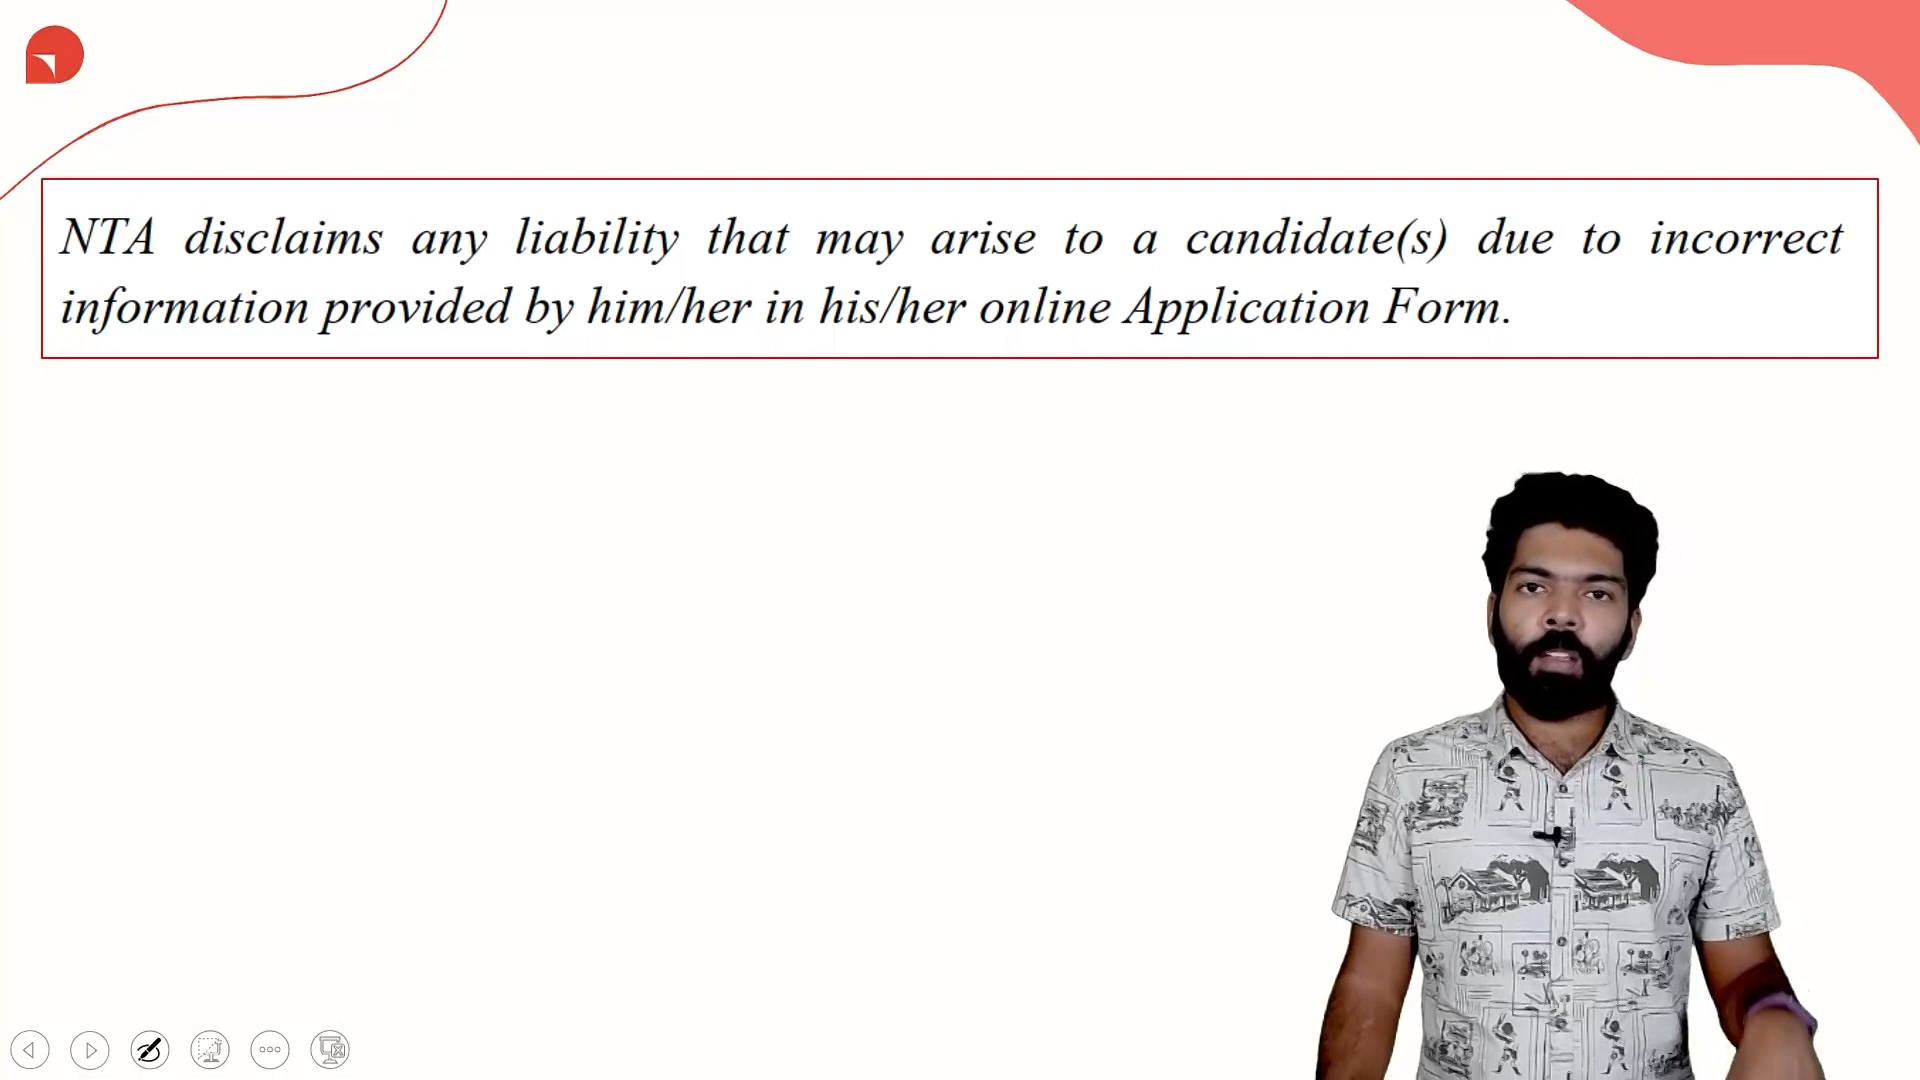 NTA disclaims any liability that may arise to a candidate(s) due to incorrect
information provided by him/her in his/her online Application Form.